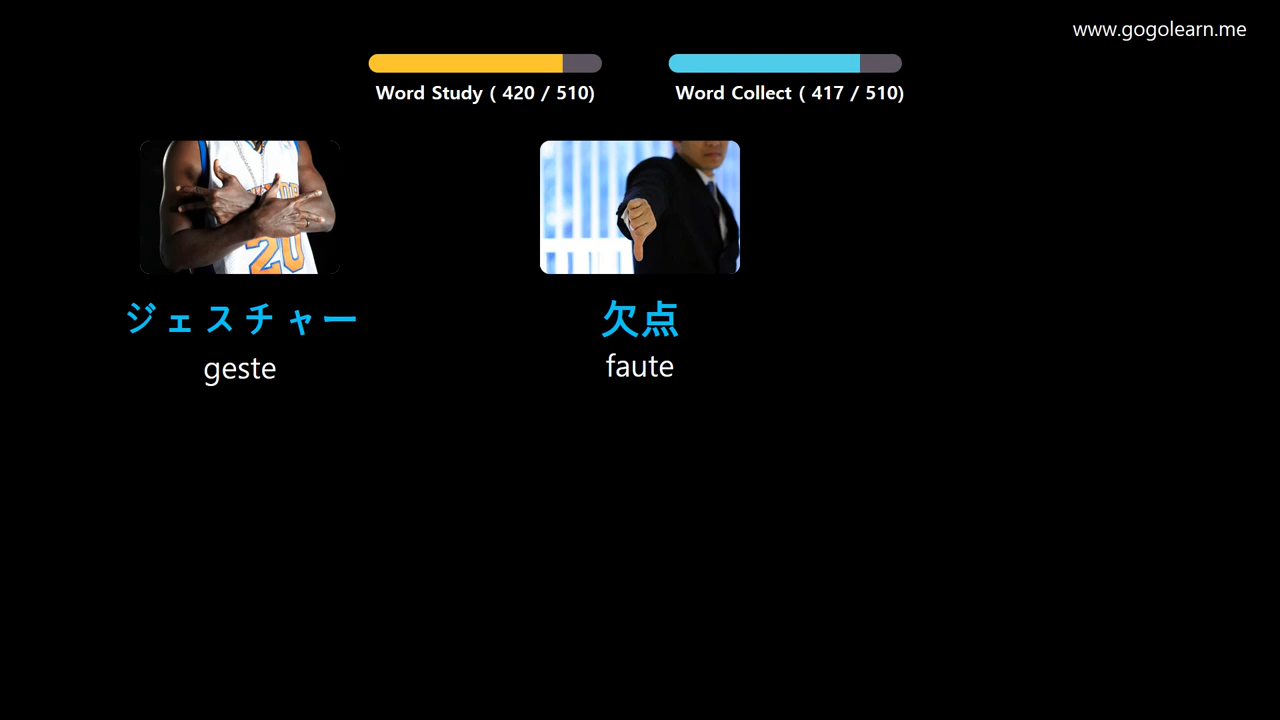 www.gogolearn.me
Word Study ( 420 / 510)
Word Collect ( 417 / 510)
20
ジェスチャー
欠点
geste
faute